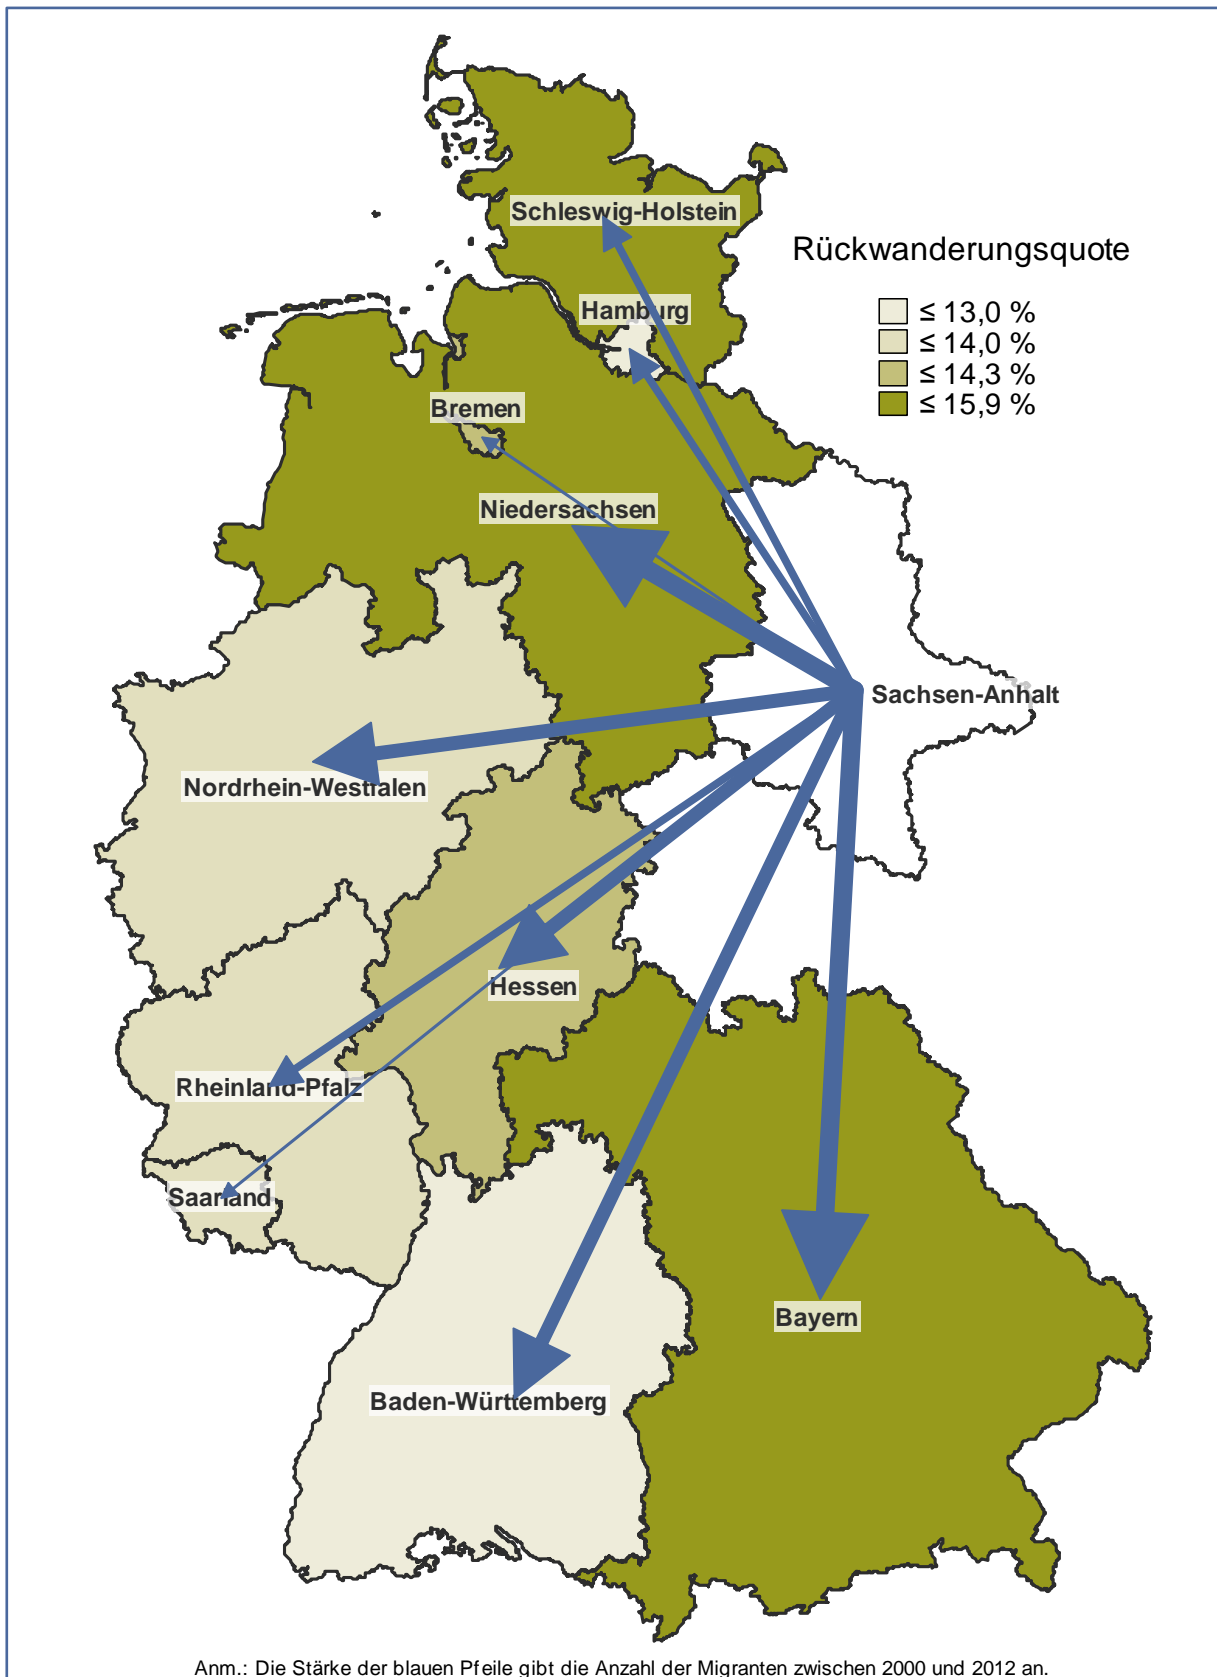 Schleswig-Holstein
Rückwanderungsquote
Hamburg
≤ 13,0 %
≤ 14,0 %
≤ 14,3 %
≤ 15,9 %
Bremen
Niedersachsen
Sachsen-Anhalt
Nordrhein-Westfalen
Hessen
Rheinland-Pfalz
Saarland
Bayern
Baden-Württemberg
Anm.: Die Stärke der blauen Pfeile gibt die Anzahl der Migranten zwischen 2000 und 2012 an.